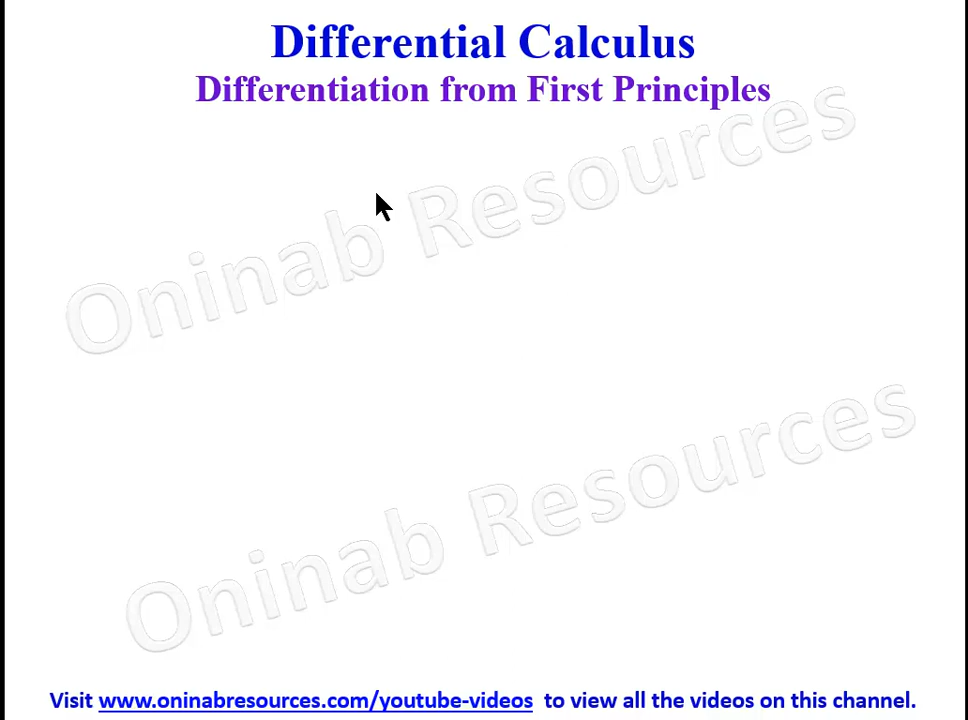 Differential Calculus
Differentiation from First Principles
Oninab Resources
Oninab Resources
Visit www.oninabresources.com/youtube-videos to view all the videos on this channel.